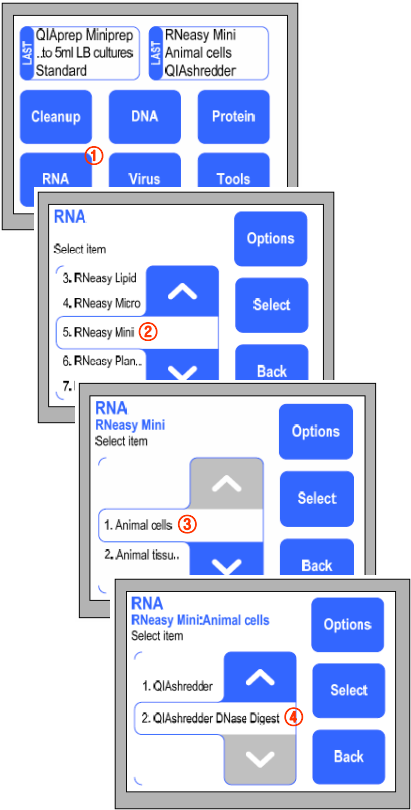 LAST
QIAprep Miniprep
..to 5ml LB cultures
Standard
LAST
RNeasy Mini
Animal cells
QIAshredder
Cleanup
DNA
Protein
①
RNA
Virus
Tools
RNA
Select item
Options
3. RNeasy Lipid
4. RNeasy Micro
5. RNeasy Mini ②
6. RNeasy Plan...
7.
Select
Back
RNA
RNeasy Mini
Select item
Options
1. Animal cells ③
2. Animal tissu..
Select
Back
RNA
RNeasy Mini:Animal cells
Select item
Options
1. QIAshredder
2. QIAshredder DNase Digest ④
Select
Back